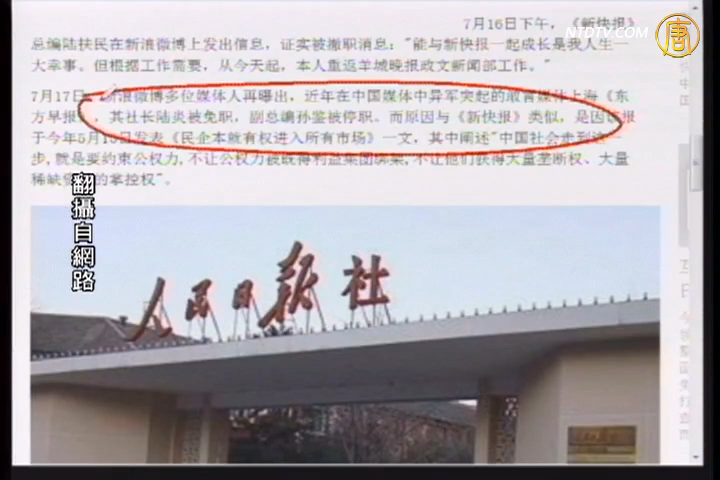 NTDTV.COM
唐
7月16日下午，《新快报》
总编陆扶民在新浪微博上发出信息，证实被撤职消息："能与新快报一起成长是我人生一
大幸事。但根据工作需要，从今天起，本人重返羊城晚报政文新闻部工作。"
7月17日，新浪微博多位媒体人再曝出，近年在中国媒体中异军突起的敢言媒体上海《东
方早报》，其社长陆炎被免职，副总编孙鉴被停职。而原因与《新快报》类似，是因该报
于今年5月15日发表《民企本就有权进入所有市场》一文，其中阐述"中国社会走到这一
步，就是要约束公权力，不让公权力被既得利益集团绑架，不让他们获得大量垄断权、大量
稀缺资源的掌控权"。
翻攝自網路
人民日报社